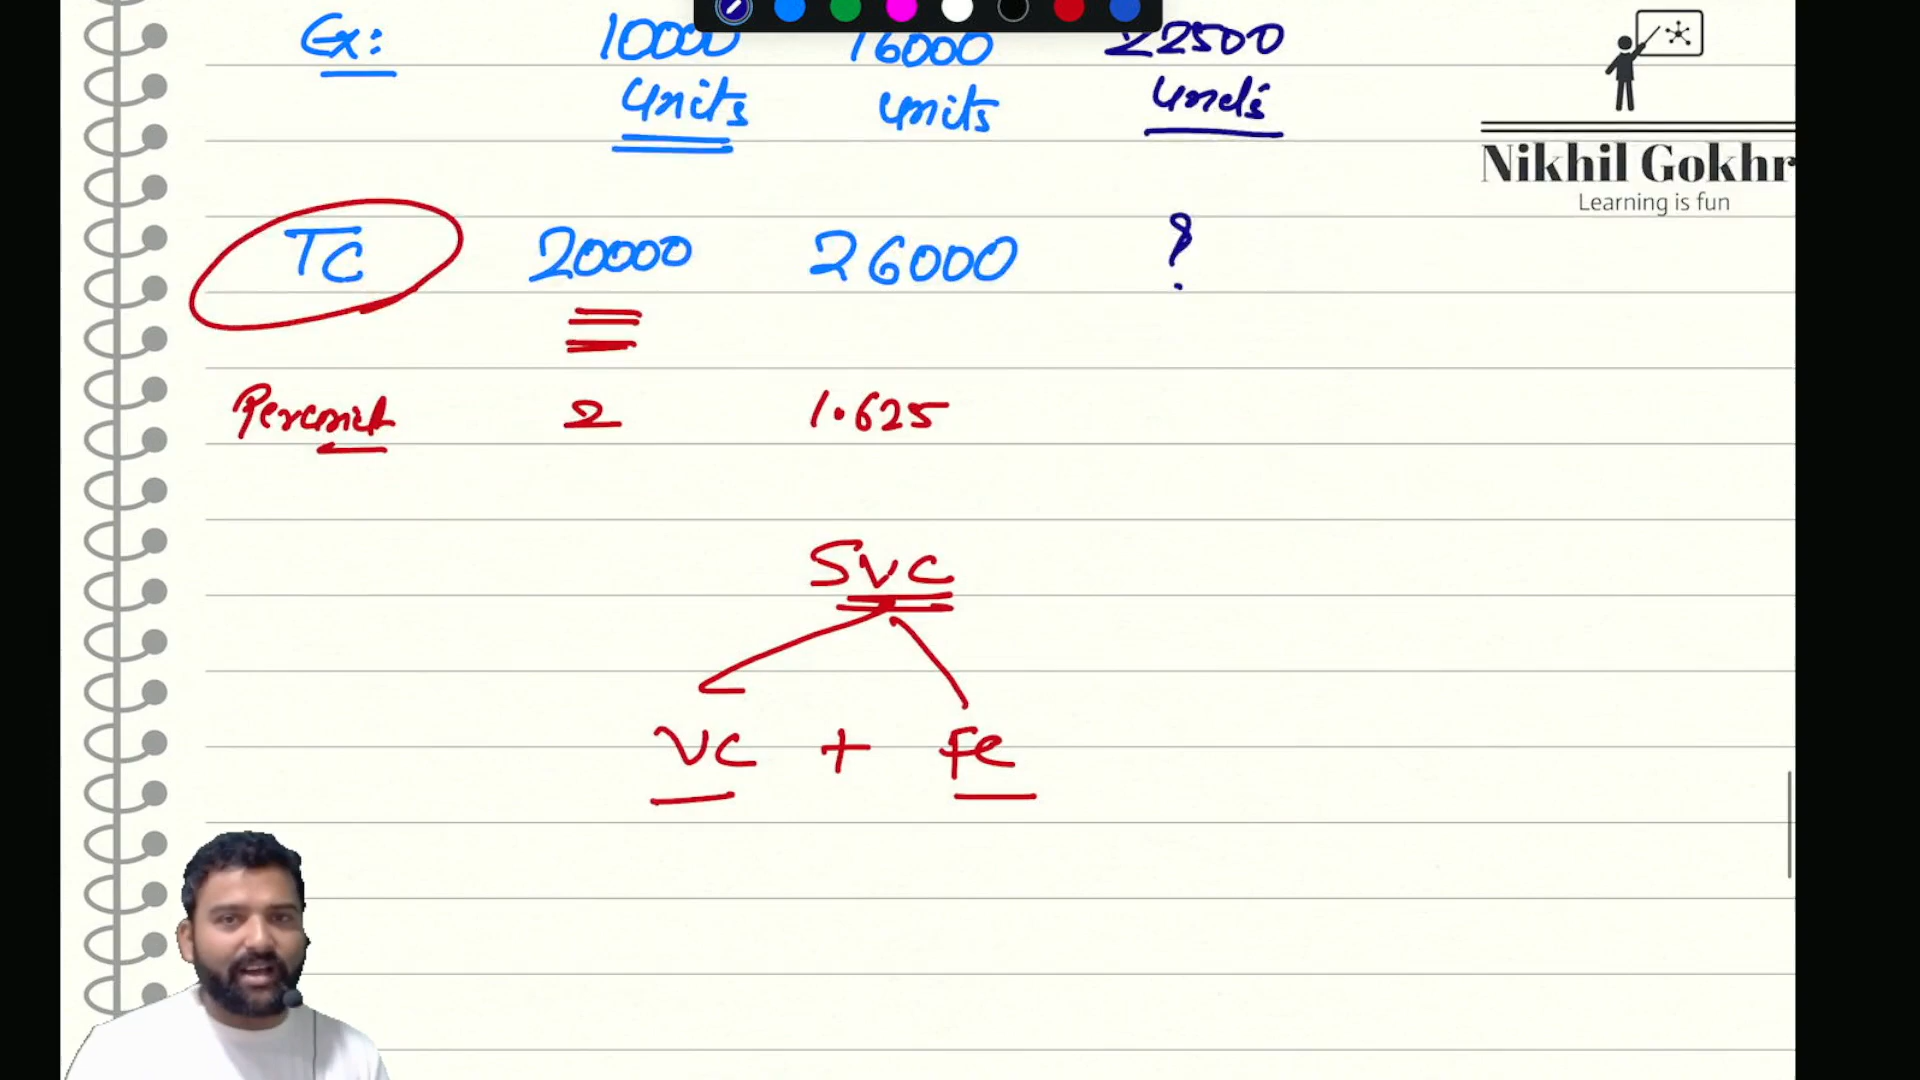 Ex: 10000 16000 22500
units units units
Nikhil Gokhr
Learning is fun
TC 20000 26000 ?
Perunit 2 1.625
SVC
VC + FC